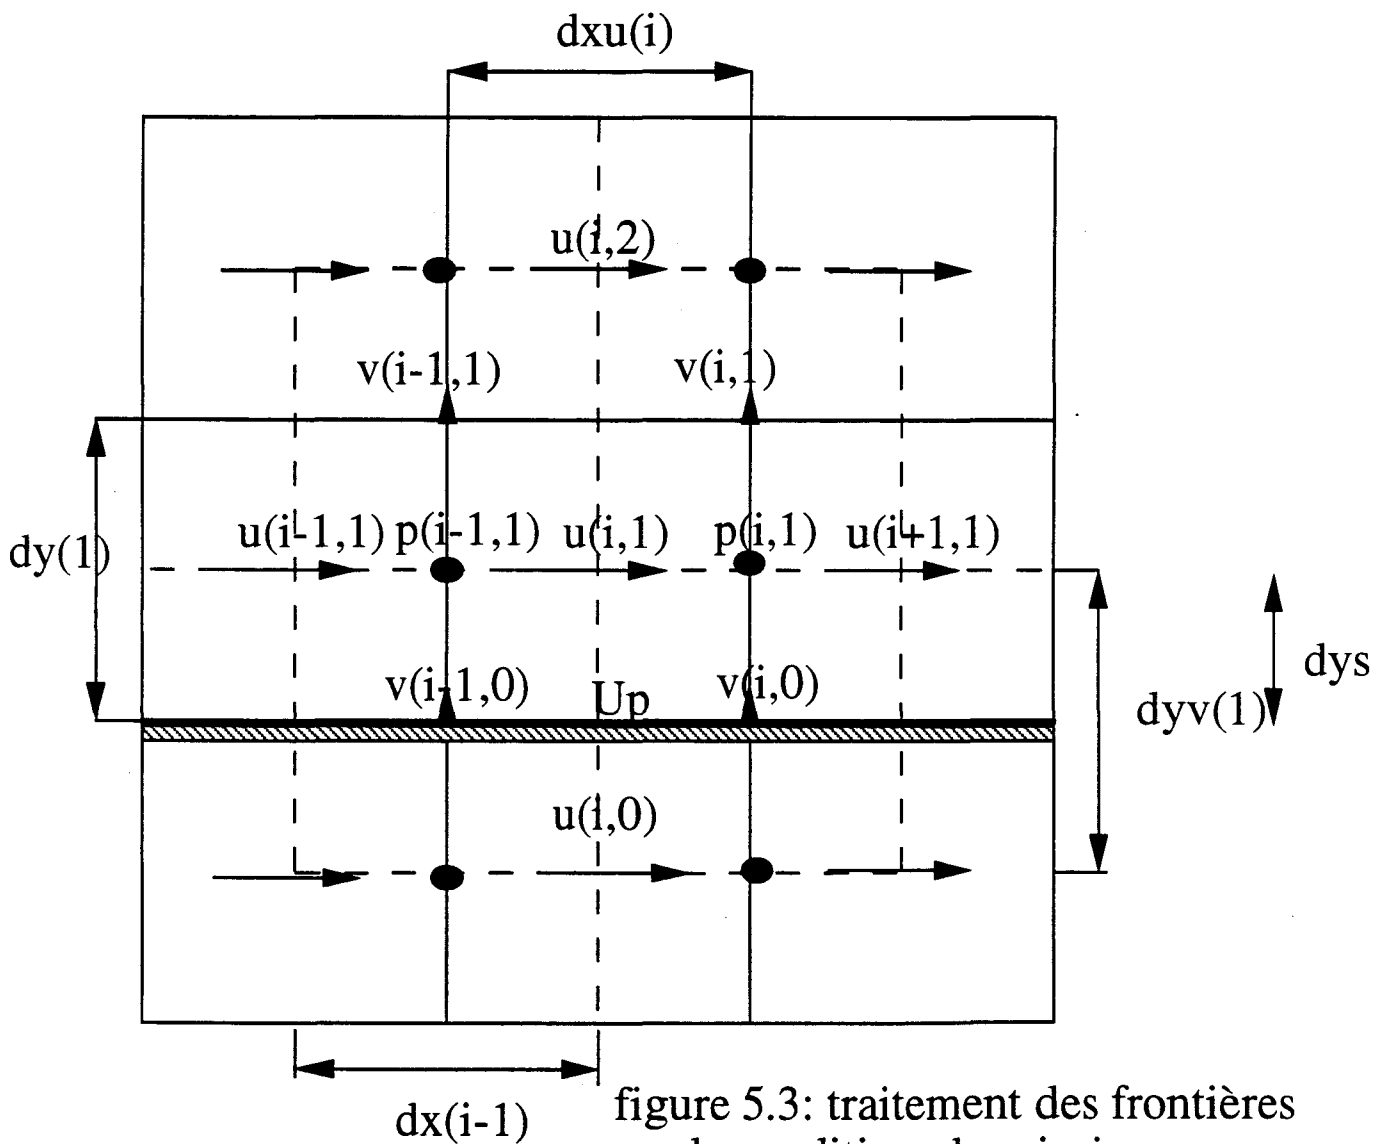 dxu(i)
u(i,2)
v(i-1,1) v(i,1)
dy(1) u(i-1,1) p(i-1,1) u(i,1) p(i,1) u(i+1,1)
dys
v(i-1,0) Up v(i,0)
dyv(1)
u(i,0)
dx(i-1)
figure 5.3: traitement des frontières